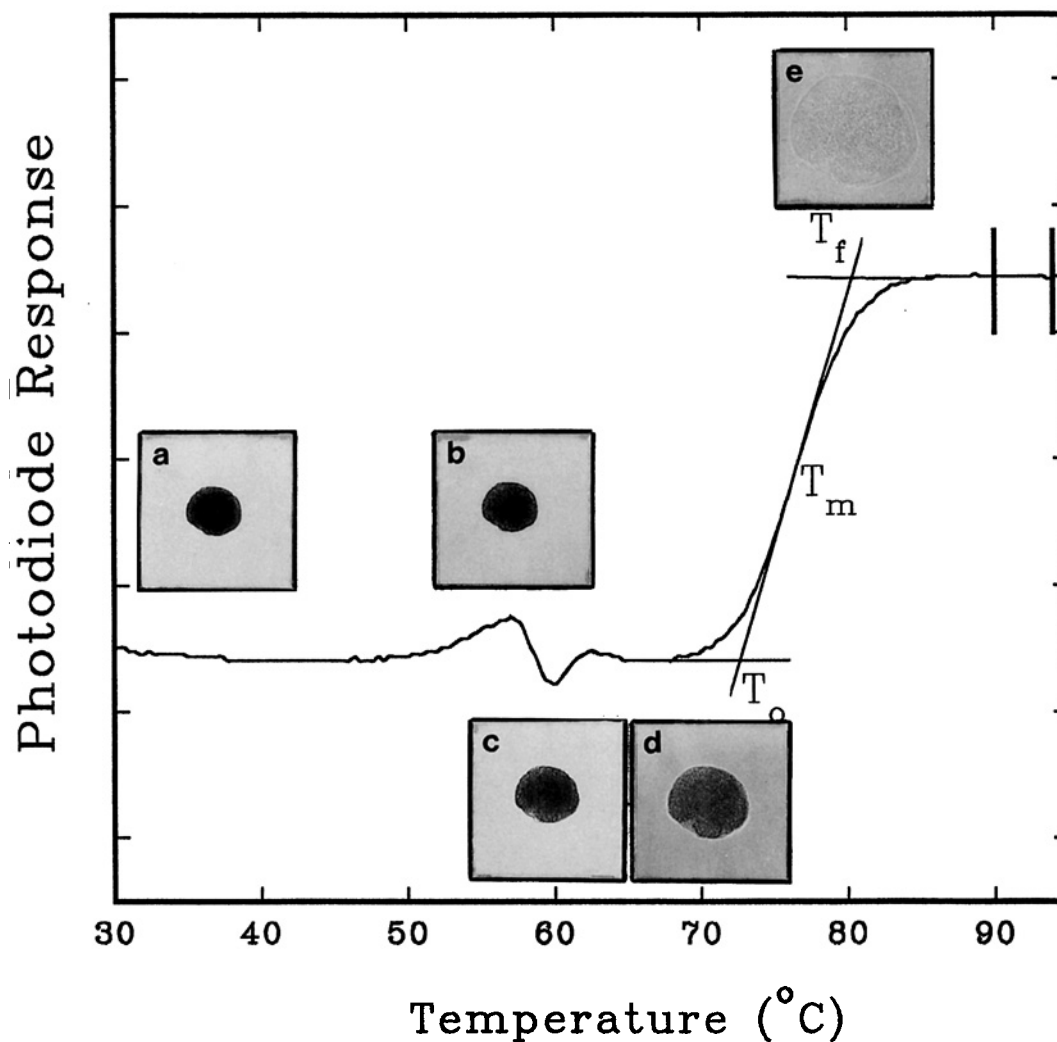 Photodiode Response
e
T_f
a
b
T_m
T_o
c
d
30 40 50 60 70 80 90
Temperature (°C)